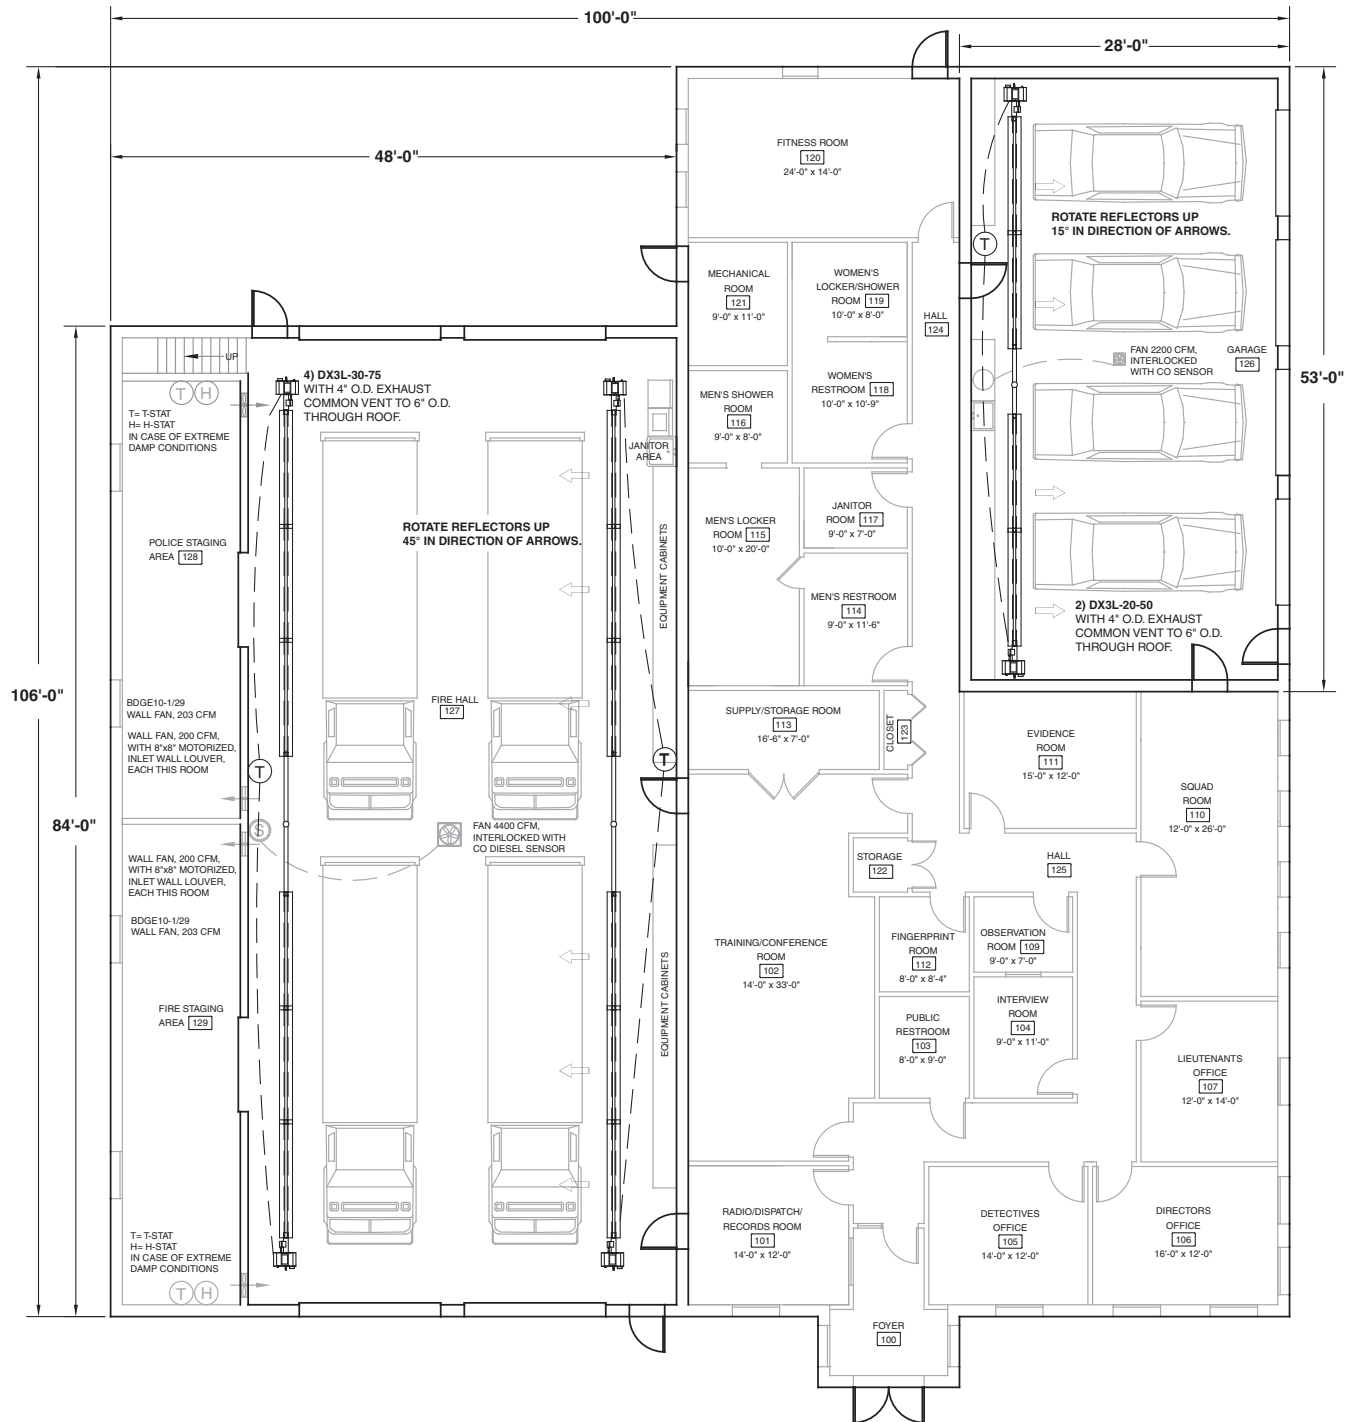 100'-0"
28'-0"
48'-0"
FITNESS ROOM
120
24'-0" x 14'-0"
ROTATE REFLECTORS UP
15° IN DIRECTION OF ARROWS.
T
MECHANICAL
ROOM
121
9'-0" x 11'-0"
WOMEN'S
LOCKER/SHOWER
ROOM 119
10'-0" x 8'-0"
HALL
124
FAN 2200 CFM,
INTERLOCKED
WITH CO SENSOR
GARAGE
126
53'-0"
UP
4) DX3L-30-75
WITH 4" O.D. EXHAUST
COMMON VENT TO 6" O.D.
THROUGH ROOF.
T H
T= T-STAT
H= H-STAT
IN CASE OF EXTREME
DAMP CONDITIONS
WOMEN'S
RESTROOM 118
10'-0" x 10'-9"
MEN'S SHOWER
ROOM
116
9'-0" x 8'-0"
JANITOR
AREA
ROTATE REFLECTORS UP
45° IN DIRECTION OF ARROWS.
EQUIPMENT CABINETS
MEN'S LOCKER
ROOM 115
10'-0" x 20'-0"
JANITOR
ROOM 117
9'-0" x 7'-0"
POLICE STAGING
AREA 128
MEN'S RESTROOM
114
9'-0" x 11'-6"
2) DX3L-20-50
WITH 4" O.D. EXHAUST
COMMON VENT TO 6" O.D.
THROUGH ROOF.
106'-0"
BDGE10-1/29
WALL FAN, 203 CFM
WALL FAN, 200 CFM,
WITH 8"x8" MOTORIZED,
INLET WALL LOUVER,
EACH THIS ROOM
FIRE HALL
127
SUPPLY/STORAGE ROOM
113
16'-6" x 7'-0"
CLOSET
123
EVIDENCE
ROOM
111
15'-0" x 12'-0"
T
T
SQUAD
ROOM
110
12'-0" x 26'-0"
84'-0"
S
FAN 4400 CFM,
INTERLOCKED WITH
CO DIESEL SENSOR
WALL FAN, 200 CFM,
WITH 8"x8" MOTORIZED,
INLET WALL LOUVER,
EACH THIS ROOM
BDGE10-1/29
WALL FAN, 203 CFM
STORAGE
122
HALL
125
TRAINING/CONFERENCE
ROOM
102
14'-0" x 33'-0"
FINGERPRINT
ROOM
112
8'-0" x 8'-4"
OBSERVATION
ROOM 109
9'-0" x 7'-0"
EQUIPMENT CABINETS
FIRE STAGING
AREA 129
PUBLIC
RESTROOM
103
8'-0" x 9'-0"
INTERVIEW
ROOM
104
9'-0" x 11'-0"
LIEUTENANTS
OFFICE
107
12'-0" x 14'-0"
T= T-STAT
H= H-STAT
IN CASE OF EXTREME
DAMP CONDITIONS
T H
RADIO/DISPATCH/
RECORDS ROOM
101
14'-0" x 12'-0"
DETECTIVES
OFFICE
105
14'-0" x 12'-0"
DIRECTORS
OFFICE
106
16'-0" x 12'-0"
FOYER
100